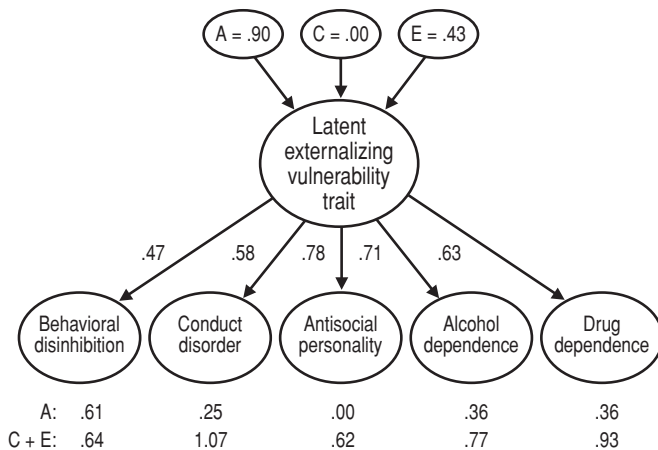 A = .90 C = .00 E = .43
Latent
externalizing
vulnerability
trait
.47 .58 .78 .71 .63
Behavioral disinhibition
Conduct disorder
Antisocial personality
Alcohol dependence
Drug dependence
A: .61 .25 .00 .36 .36
C + E: .64 1.07 .62 .77 .93